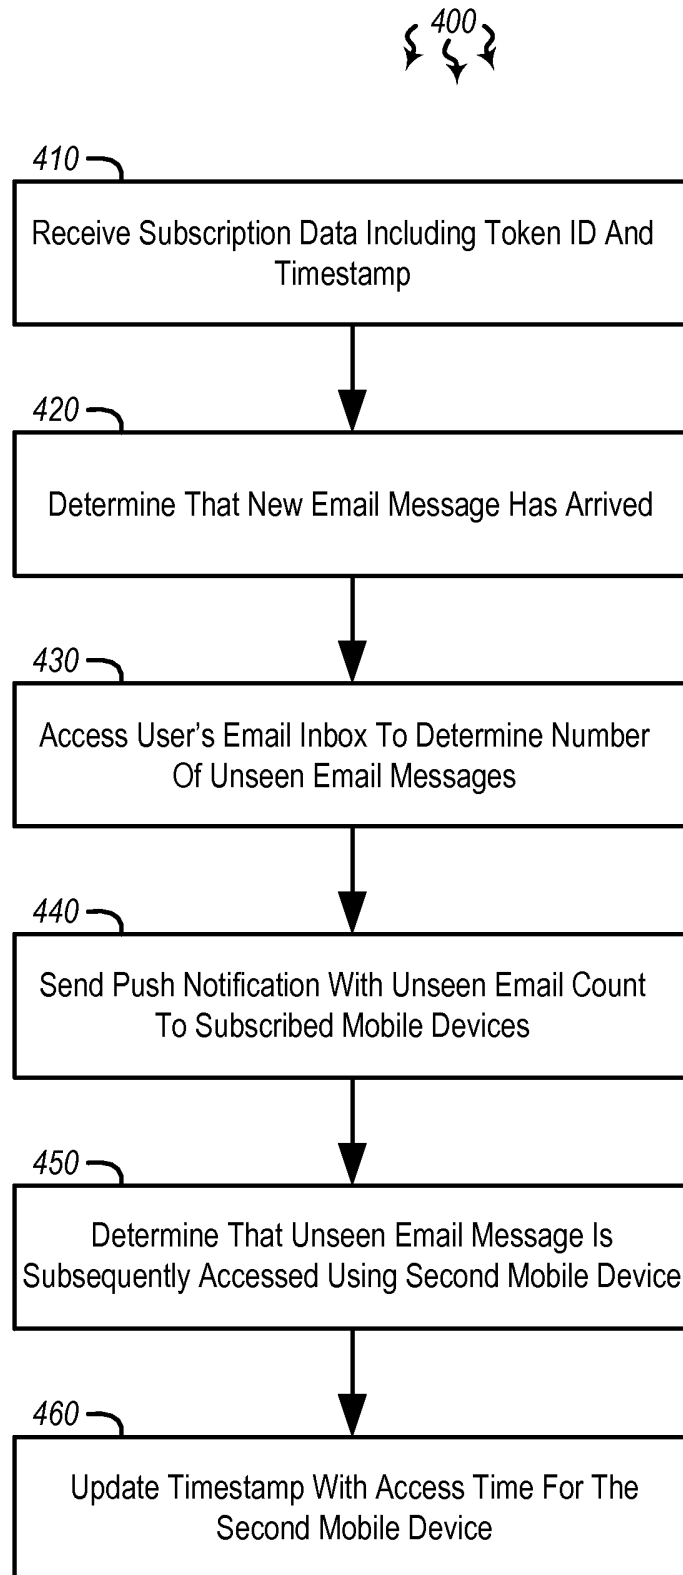 400
410
Receive Subscription Data Including Token ID And
Timestamp
420
Determine That New Email Message Has Arrived
430
Access User's Email Inbox To Determine Number
Of Unseen Email Messages
440
Send Push Notification With Unseen Email Count
To Subscribed Mobile Devices
450
Determine That Unseen Email Message Is
Subsequently Accessed Using Second Mobile Device
460
Update Timestamp With Access Time For The
Second Mobile Device